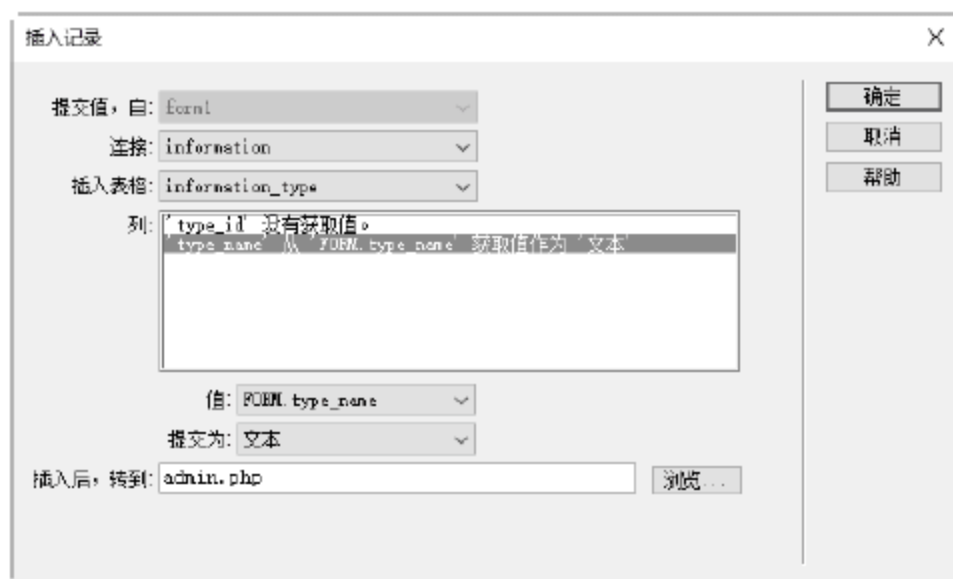 插入记录
提交值，自: form1
确定
连接: information
取消
插入表格: information_type
帮助
列: 'type_id' 没有获取值。
'type_name' 从 'FORM.type_name' 获取值作为 '文本'
值: FORM.type_name
提交为: 文本
插入后，转到: admin.php
浏览...